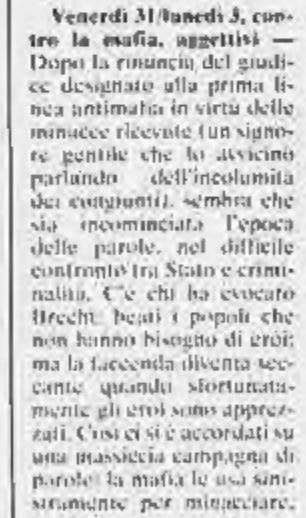 Venerdì 31/lunedì 3, con-
tro la mafia, aggettivi —
Dopo la rinuncia del giudi-
ce designato alla prima li-
nea antimafia in virtù delle
minacce ricevute (un signo-
re gentile che lo avvicinò
parlando dell'incolumità
dei congiunti), sembra che
sia incominciata l'epoca
delle parole, nel difficile
confronto tra Stato e crimi-
nalità. C'è chi ha evocato
Brecht: beati i popoli che
non hanno bisogno di eroi;
ma la faccenda diventa sec-
cante quando sfortunata-
mente gli eroi sono apprez-
zati. Così ci si è accordati su
una massiccia campagna di
parole: la mafia le usa sini-
stramente per minacciare,